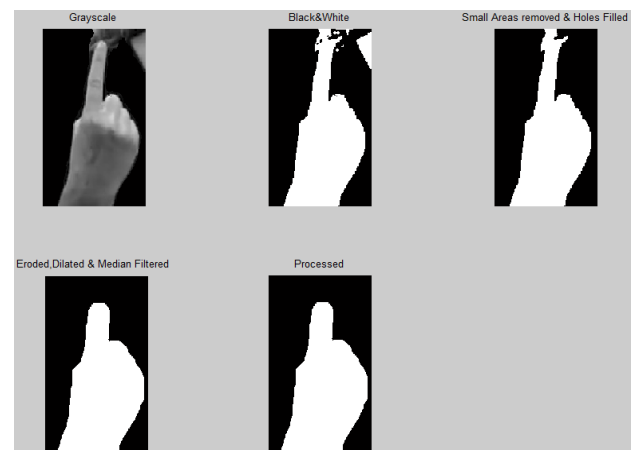 Grayscale
Black&White
Small Areas removed & Holes Filled
Eroded,Dilated & Median Filtered
Processed